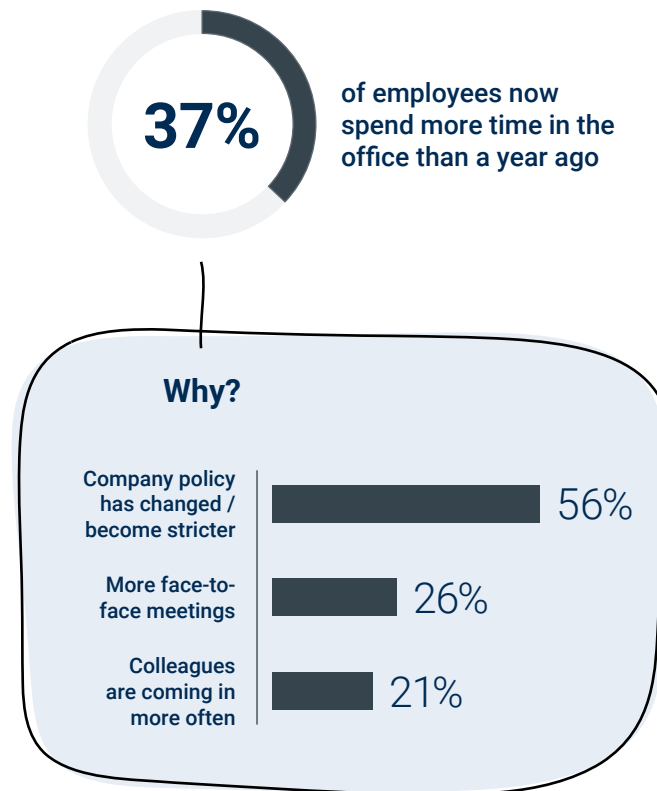 37%
of employees now
spend more time in the
office than a year ago
Why?
Company policy
has changed /
become stricter
56%
More face-to-
face meetings
26%
Colleagues
are coming in
more often
21%